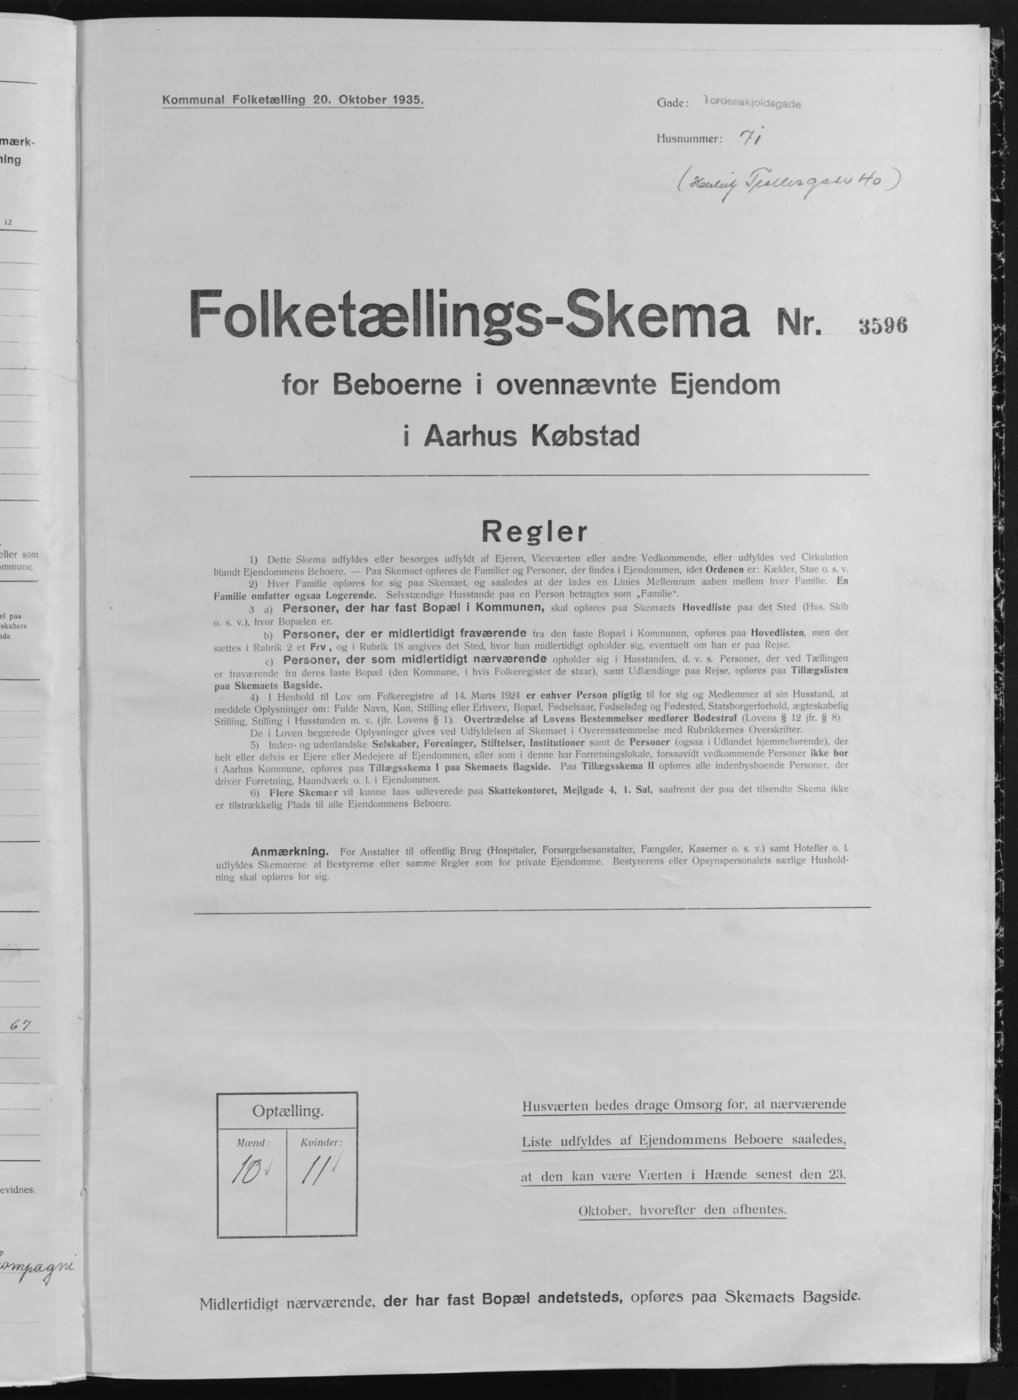 mærk-
ning
12
eller som
ommune.
el paa
skabers
67
evidnes.
ompagni
Kommunal Folketælling 20. Oktober 1935.
Gade: Tordenskjoldsgade
Husnummer: 71
Folketællings-Skema Nr. 3596
for Beboerne i ovennævnte Ejendom
i Aarhus Købstad
Regler
1) Dette Skema udfyldes eller besørges udfyldt af Ejeren, Viceværten eller andre Vedkommende, eller udfyldes ved Cirkulation
blandt Ejendommens Beboere. — Paa Skemaet opføres de Familier og Personer, der findes i Ejendommen, idet Ordenen er: Kælder, Stue o. s. v.
2) Hver Familie opføres for sig paa Skemaet, og saaledes at der lades en Linies Mellemrum aaben mellem hver Familie. En
Familie omfatter ogsaa Logerende. Selvstændige Husstande paa en Person betragtes som „Familie“.
3 a) Personer, der har fast Bopæl i Kommunen, skal opføres paa Skemaets Hovedliste paa det Sted (Hus, Skib
o. s. v.), hvor Bopælen er.
b) Personer, der er midlertidigt fraværende fra den faste Bopæl i Kommunen, opføres paa Hovedlisten, men der
sættes i Rubrik 2 et Frv., og i Rubrik 18 angives det Sted, hvor han midlertidigt opholder sig, eventuelt om han er paa Rejse.
c) Personer, der som midlertidigt nærværende opholder sig i Husstanden, d. v. s. Personer, der ved Tællingen
er fraværende fra deres faste Bopæl (den Kommune, i hvis Folkeregister de staar), samt Udlændinge paa Rejse, opføres paa Tillægslisten
paa Skemaets Bagside.
4) I Henhold til Lov om Folkeregistre af 14. Marts 1924 er enhver Person pligtig til for sig og Medlemmer af sin Husstand, at
meddele Oplysninger om: Fulde Navn, Køn, Stilling eller Erhverv, Bopæl, Fødselsaar, Fødselsdag og Fødested, Statsborgerforhold, ægteskabelig
Stilling, Stilling i Husstanden m. v. (jfr. Lovens § 1). Overtrædelse af Lovens Bestemmelser medfører Bødestraf (Lovens § 12 jfr. § 8).
De i Loven begærede Oplysninger gives ved Udfyldelsen af Skemaet i Overensstemmelse med Rubrikkernes Overskrifter.
5) Inden- og udenlandske Selskaber, Foreninger, Stiftelser, Institutioner samt de Personer (ogsaa i Udlandet hjemmehørende), der
helt eller delvis er Ejere eller Medejere af Ejendommen, eller som i denne har Forretningslokale, forsaavidt vedkommende Personer ikke bor
i Aarhus Kommune, opføres paa Tillægsskema I paa Skemaets Bagside. Paa Tillægsskema II opføres alle indenbysboende Personer, der
driver Forretning, Haandværk o. l. i Ejendommen.
6) Flere Skemaer vil kunne faas udleverede paa Skattekontoret, Mejlgade 4, 1. Sal, saafremt der paa det tilsendte Skema ikke
er tilstrækkelig Plads til alle Ejendommens Beboere.
Anmærkning. For Anstalter til offentlig Brug (Hospitaler, Forsørgelsesanstalter, Fængsler, Kaserner o. s. v.) samt Hoteller o. l.
udfyldes Skemaerne af Bestyrerne efter samme Regler som for private Ejendomme. Bestyrerens eller Opsynspersonalets særlige Hushold-
ning skal opføres for sig.
Optælling.
Mænd: Kvinder:
10 11
Husværten bedes drage Omsorg for, at nærværende
Liste udfyldes af Ejendommens Beboere saaledes,
at den kan være Værten i Hænde senest den 23.
Oktober, hvorefter den afhentes.
Midlertidigt nærværende, der har fast Bopæl andetsteds, opføres paa Skemaets Bagside.